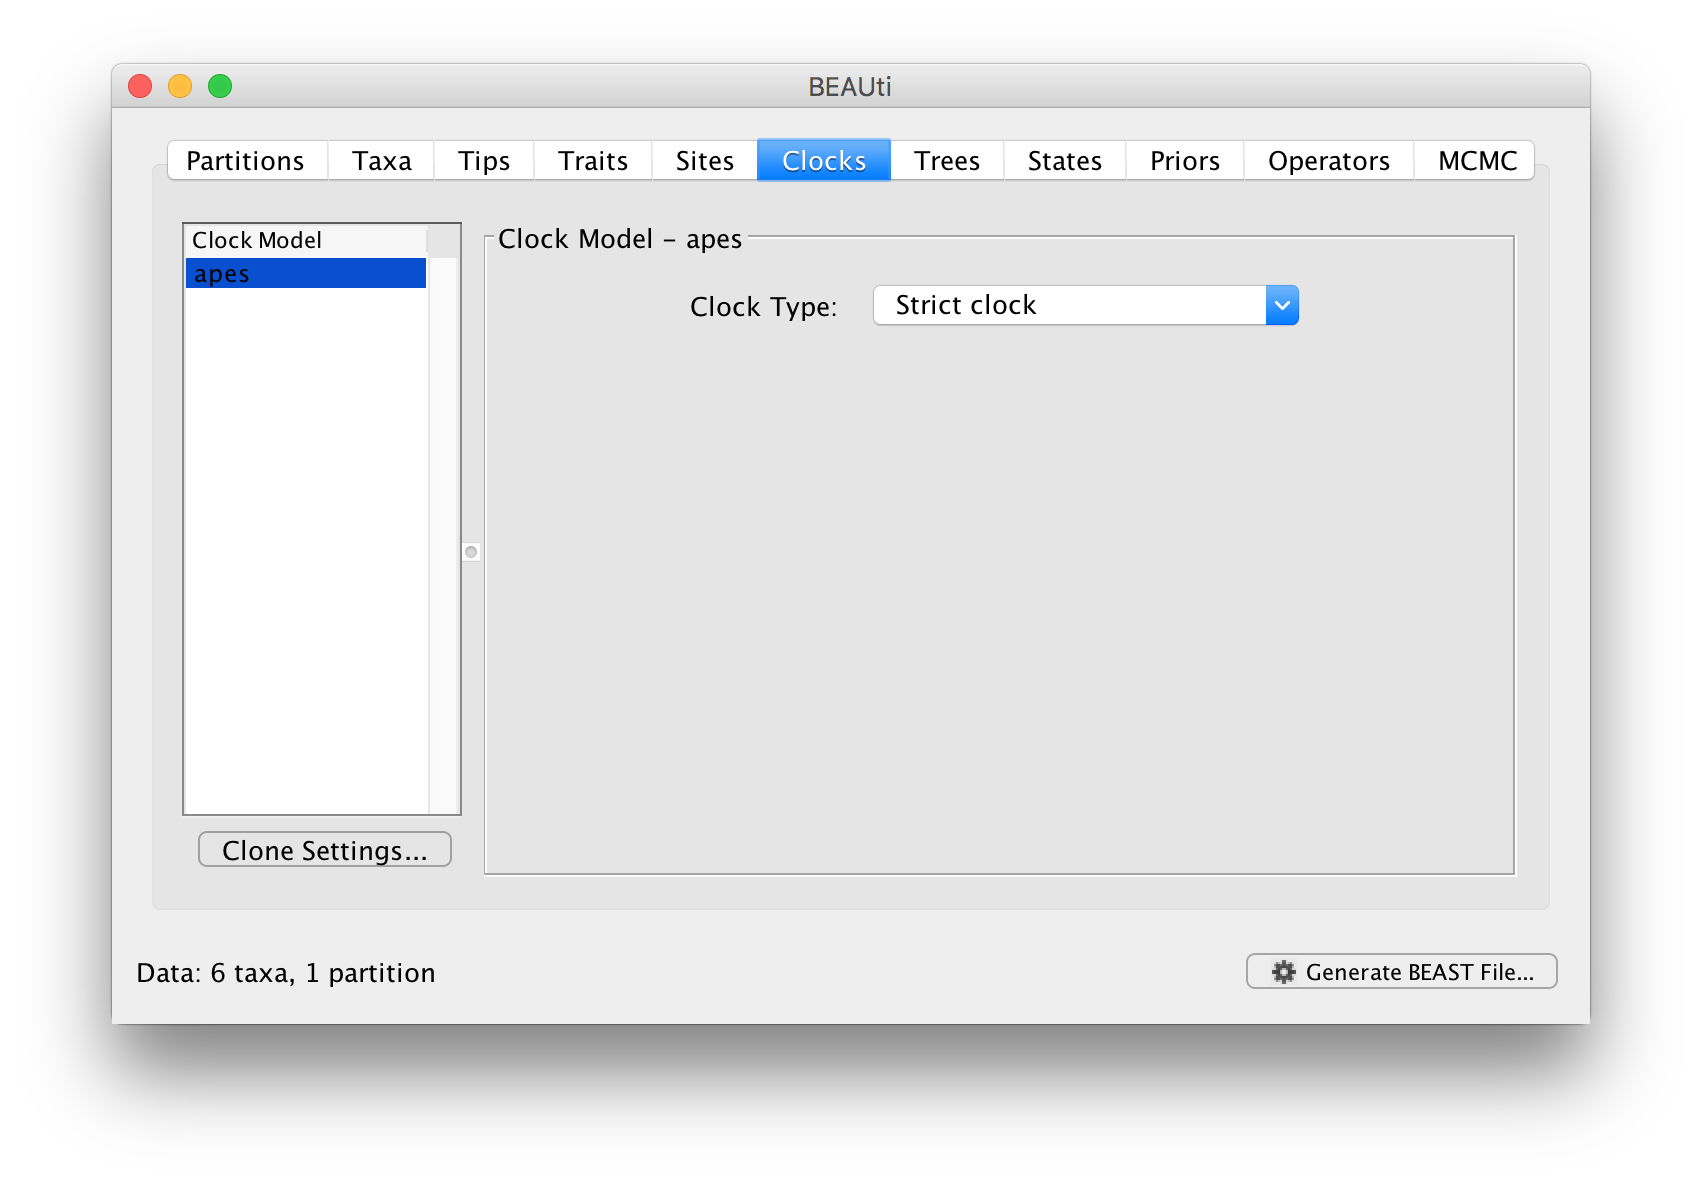 BEAUti
Partitions Taxa Tips Traits Sites Clocks Trees States Priors Operators MCMC
Clock Model
apes
Clock Model – apes
Clock Type: Strict clock
Clone Settings...
Data: 6 taxa, 1 partition
Generate BEAST File...